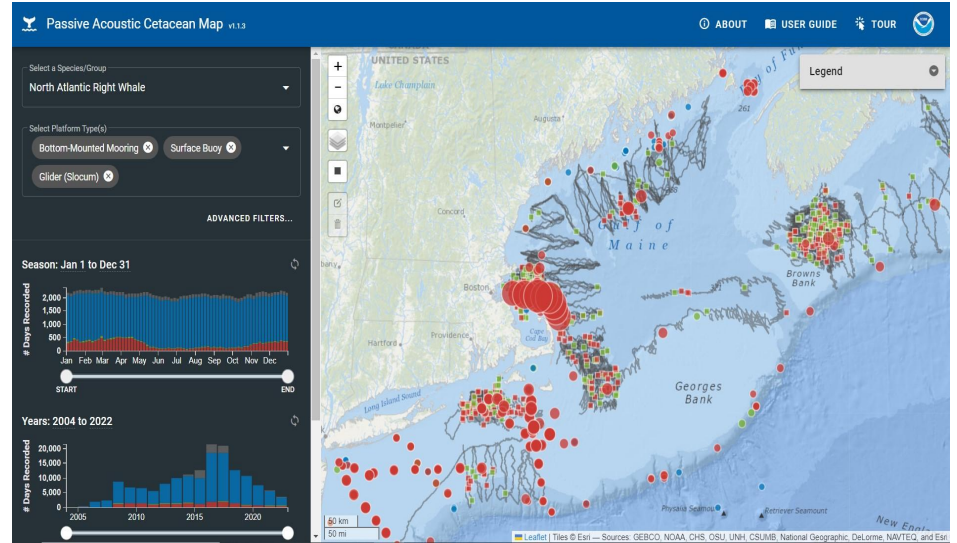 Passive Acoustic Cetacean Map v1.1.3
ABOUT
USER GUIDE
TOUR
Select a Species/Group
North Atlantic Right Whale
Select Platform Type(s)
Bottom-Mounted Mooring
Surface Buoy
Glider (Slocum)
ADVANCED FILTERS...
Season: Jan 1 to Dec 31
# Days Recorded
2,000
1,500
1,000
500
0
Jan Feb Mar Apr May Jun Jul Aug Sep Oct Nov Dec
START
END
Years: 2004 to 2022
# Days Recorded
20,000
15,000
10,000
5,000
0
2005 2010 2015 2020
+
−
UNITED STATES
Lake Champlain
Montpelier
Augusta
261
Legend
Concord
Gulf of
Maine
Boston
Browns
Bank
Hartford
Providence
Cape
Cod Bay
Long Island Sound
Georges
Bank
Physalia Seamount
Retriever Seamount
New Engl
50 km
50 mi
Leaflet | Tiles © Esri — Sources: GEBCO, NOAA, CHS, OSU, UNH, CSUMB, National Geographic, DeLorme, NAVTEQ, and Esri